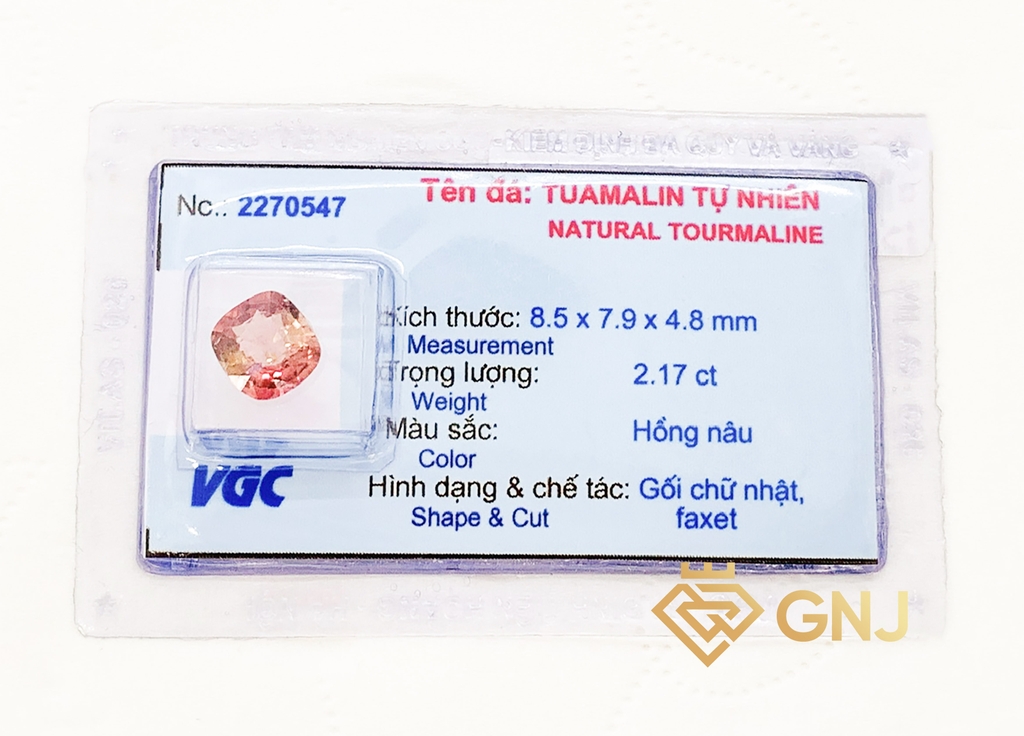 Nc.: 2270547
Tên đá: TUAMALIN TỰ NHIÊN
NATURAL TOURMALINE
Kích thước: 8.5 x 7.9 x 4.8 mm
Measurement
Trọng lượng: 2.17 ct
Weight
Màu sắc: Hồng nâu
Color
VGC
Hình dạng & chế tác: Gối chữ nhật,
Shape & Cut faxet
GNJ